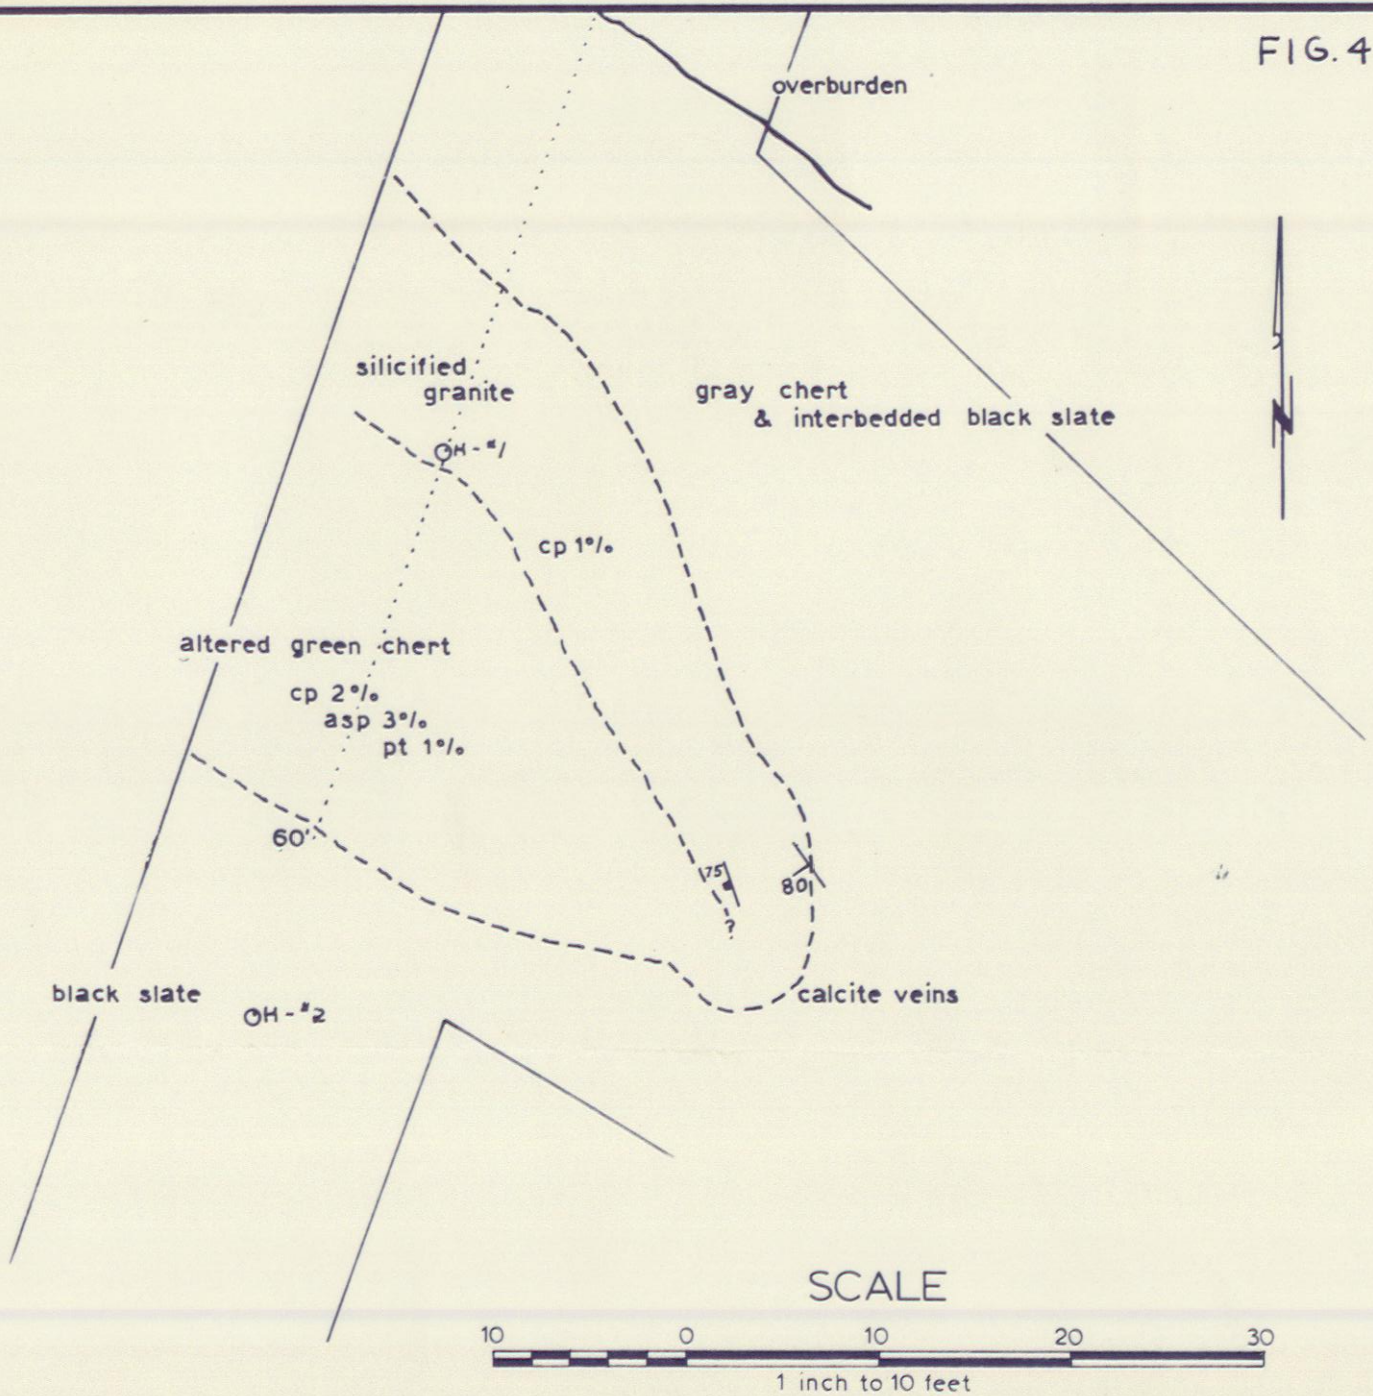 FIG. 4
overburden
silicified
granite
gray chert
& interbedded black slate
H - #1
cp 1%
altered green chert
cp 2%
asp 3%
pt 1%
60'
75
80
?
black slate
H - #2
calcite veins
N
SCALE
10 0 10 20 30
1 inch to 10 feet